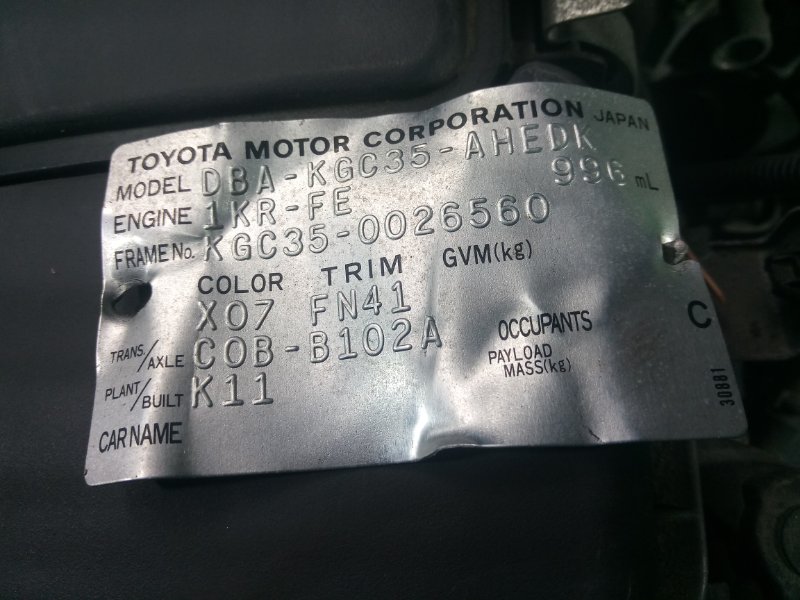 TOYOTA MOTOR CORPORATION JAPAN
MODEL DBA-KGC35-AHEDK
ENGINE 1KR-FE 996 mL
FRAME No. KGC35-0026560
COLOR TRIM GVM(kg)
X07 FN41
TRANS/AXLE C0B-B102A OCCUPANTS C
PLANT/BUILT K11 PAYLOAD MASS(kg)
CAR NAME
30881